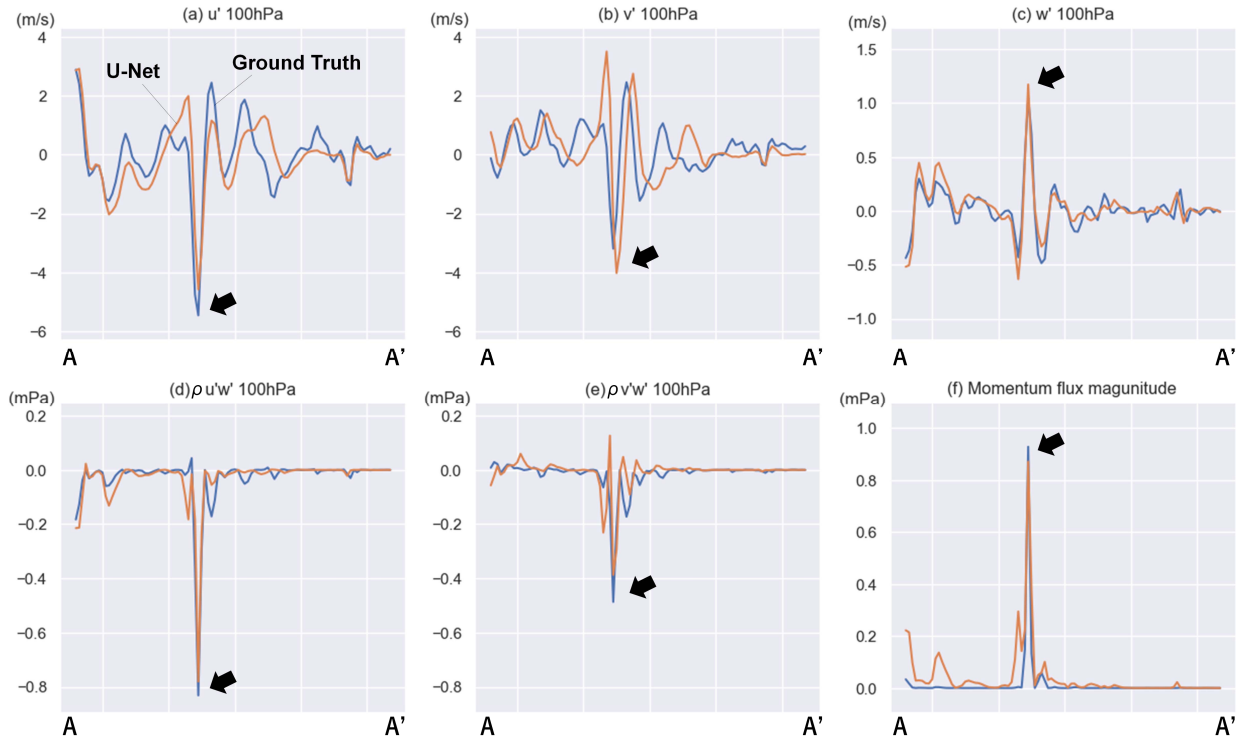 (m/s) (a) u' 100hPa
4
2
0
−2
−4
−6
U-Net
Ground Truth
A A’
(m/s) (b) v' 100hPa
4
2
0
−2
−4
−6
A A’
(m/s) (c) w' 100hPa
1.5
1.0
0.5
0.0
−0.5
−1.0
A A’
(mPa) (d)ρu'w' 100hPa
0.2
0.0
−0.2
−0.4
−0.6
−0.8
A A’
(mPa) (e)ρv'w' 100hPa
0.2
0.0
−0.2
−0.4
−0.6
−0.8
A A’
(mPa) (f) Momentum flux magunitude
1.0
0.8
0.6
0.4
0.2
0.0
A A’